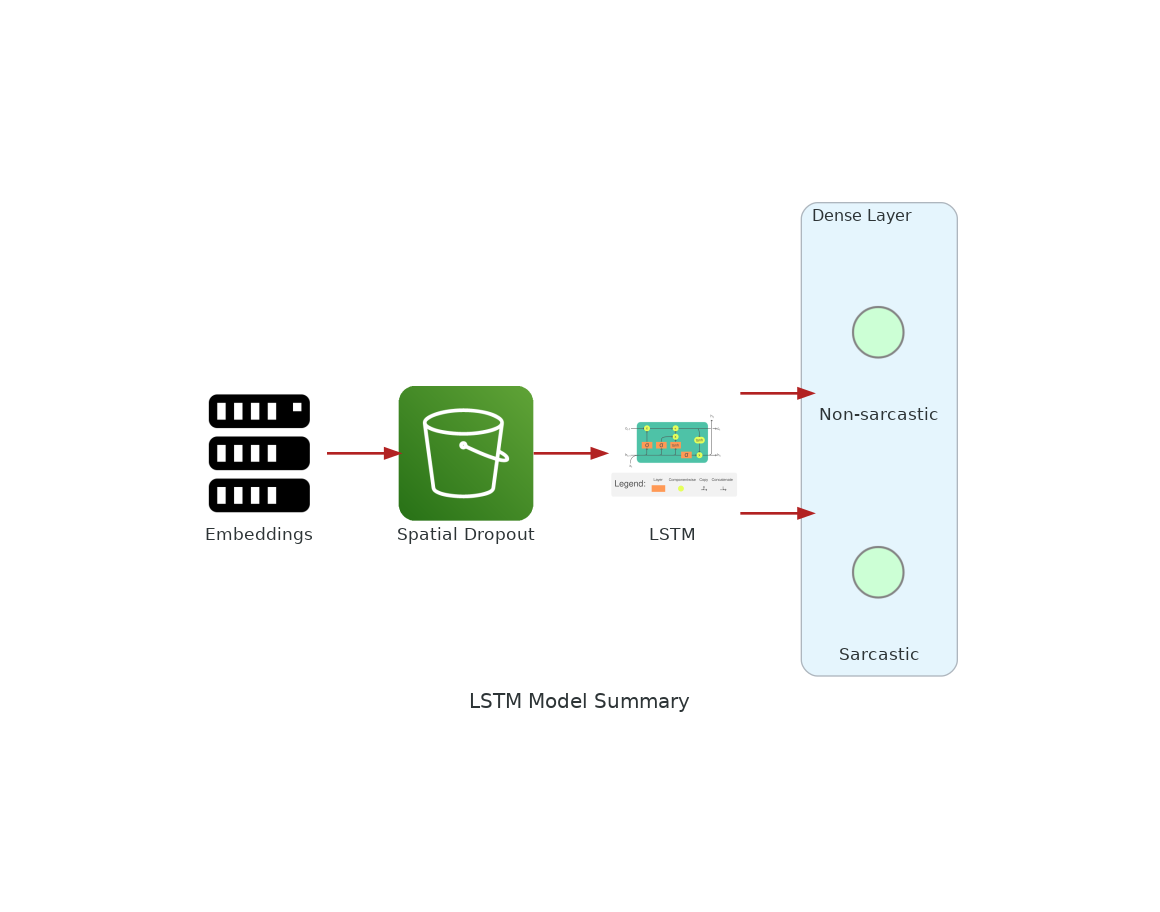 Dense Layer
Non-sarcastic
Legend:
Layer
Componentwise
Copy
Concatenate
Embeddings
Spatial Dropout
LSTM
Sarcastic
LSTM Model Summary